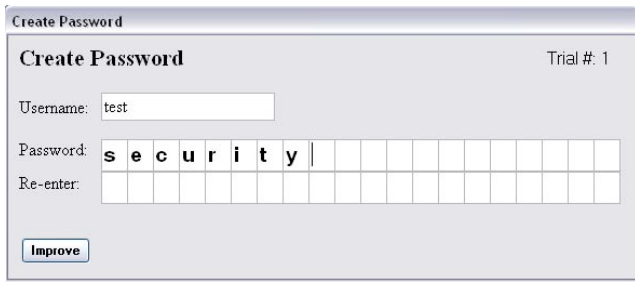 Create Password
Create Password Trial #: 1
Username: test
Password: s e c u r i t y
Re-enter:
Improve